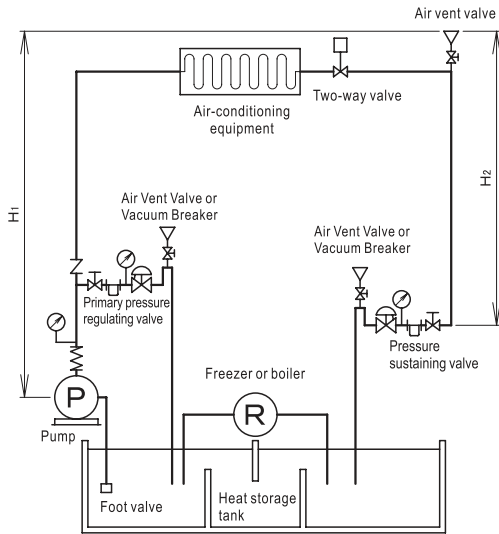 Air vent valve
Two-way valve
Air-conditioning
equipment
H1
H2
Air Vent Valve or
Vacuum Breaker
Air Vent Valve or
Vacuum Breaker
Primary pressure
regulating valve
Pressure
sustaining valve
Freezer or boiler
P
R
Pump
Foot valve
Heat storage
tank